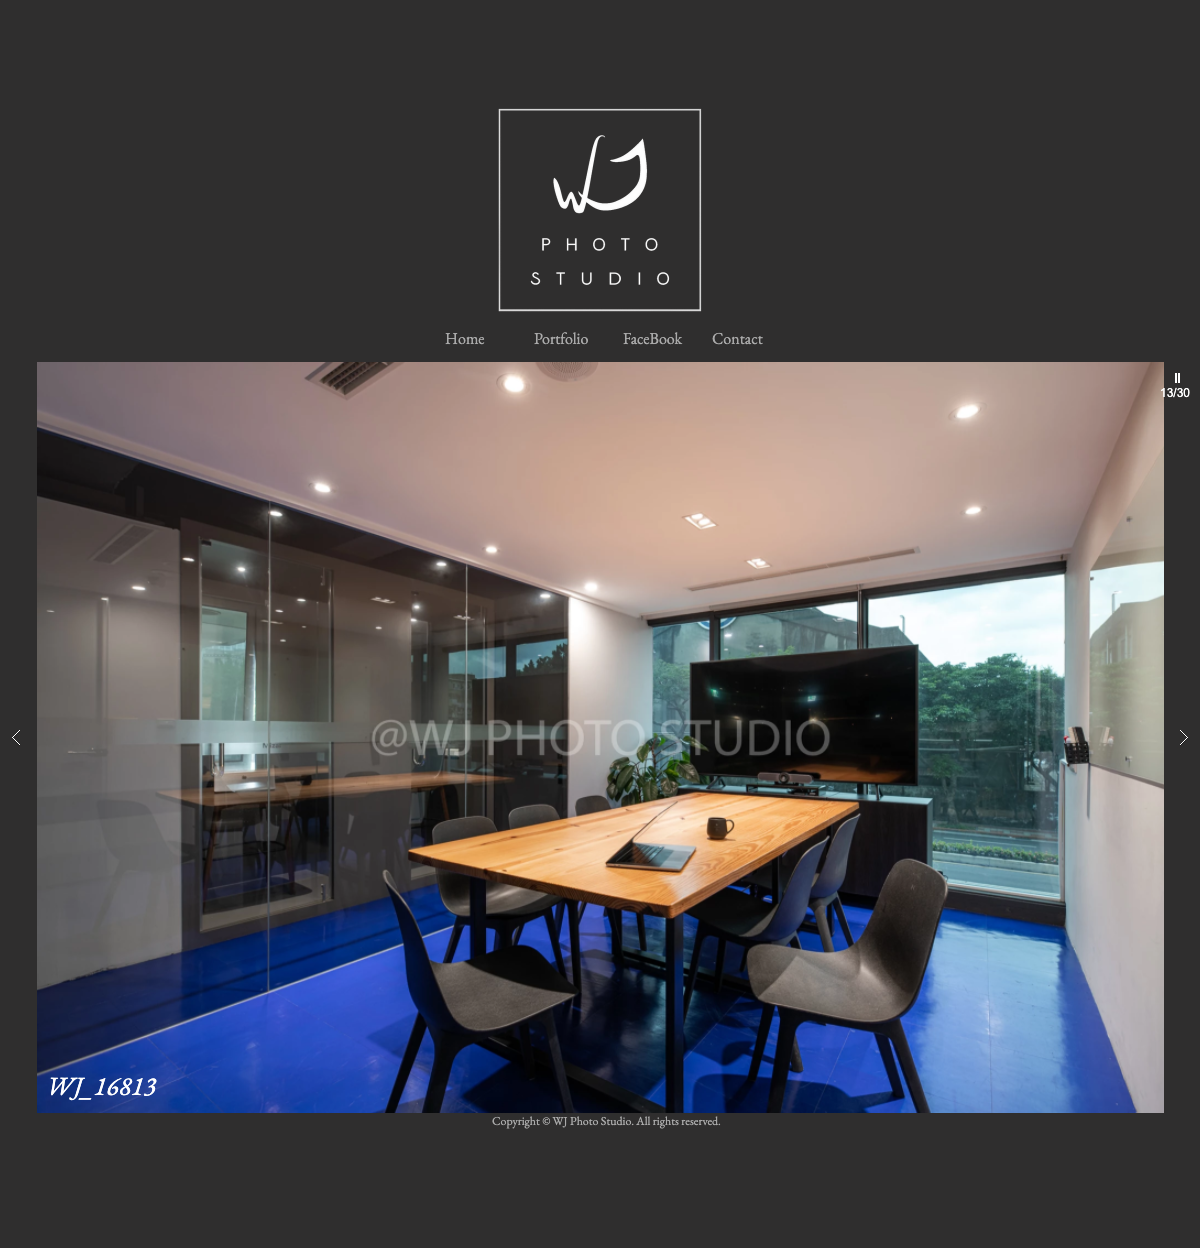 WJ
PHOTO
STUDIO
Home Portfolio FaceBook Contact
13/30
@WJ PHOTO STUDIO
WJ_16813
Copyright © WJ Photo Studio. All rights reserved.